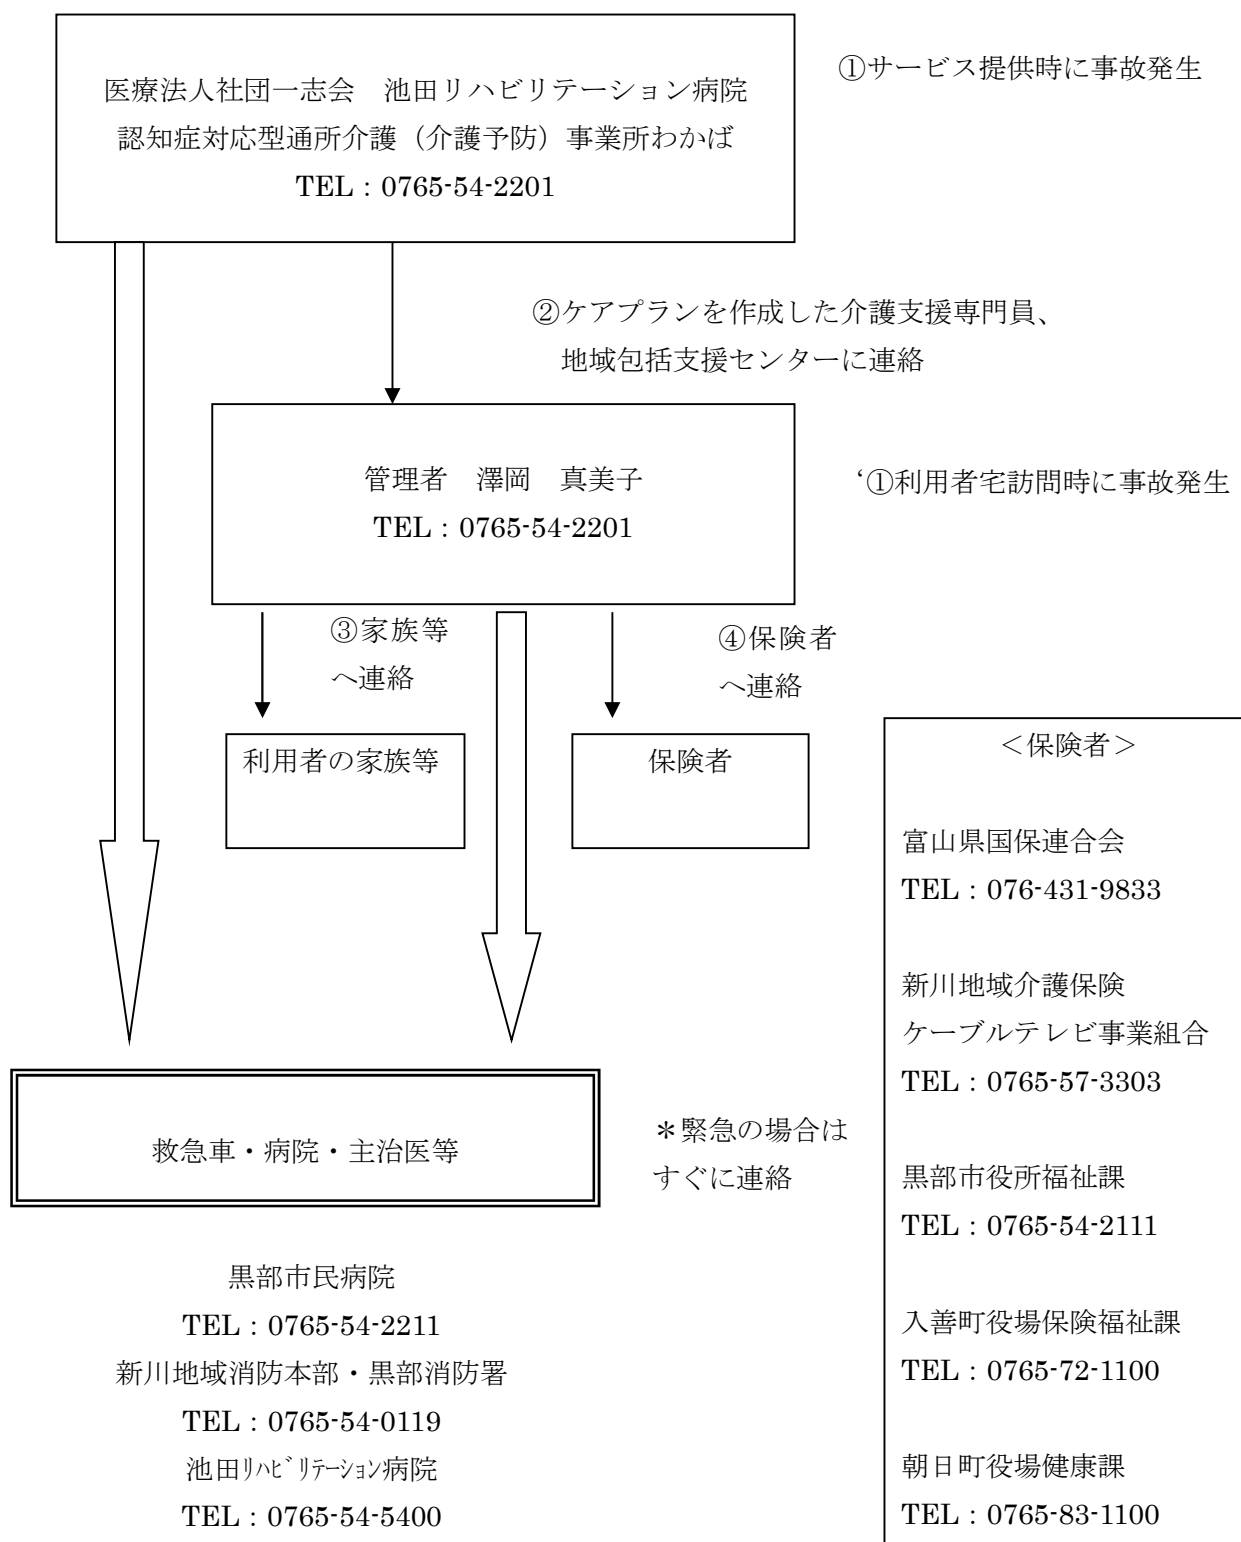 医療法人社団一志会　池田リハビリテーション病院
認知症対応型通所介護（介護予防）事業所わかば
TEL：0765-54-2201
①サービス提供時に事故発生
②ケアプランを作成した介護支援専門員、
地域包括支援センターに連絡
管理者　澤岡　真美子
TEL：0765-54-2201
‘①利用者宅訪問時に事故発生
③家族等
へ連絡
④保険者
へ連絡
利用者の家族等
保険者
救急車・病院・主治医等
＊緊急の場合は
すぐに連絡
黒部市民病院
TEL：0765-54-2211
新川地域消防本部・黒部消防署
TEL：0765-54-0119
池田ﾘﾊﾋﾞﾘﾃｰｼｮﾝ病院
TEL：0765-54-5400
＜保険者＞
富山県国保連合会
TEL：076-431-9833
新川地域介護保険
ケーブルテレビ事業組合
TEL：0765-57-3303
黒部市役所福祉課
TEL：0765-54-2111
入善町役場保険福祉課
TEL：0765-72-1100
朝日町役場健康課
TEL：0765-83-1100